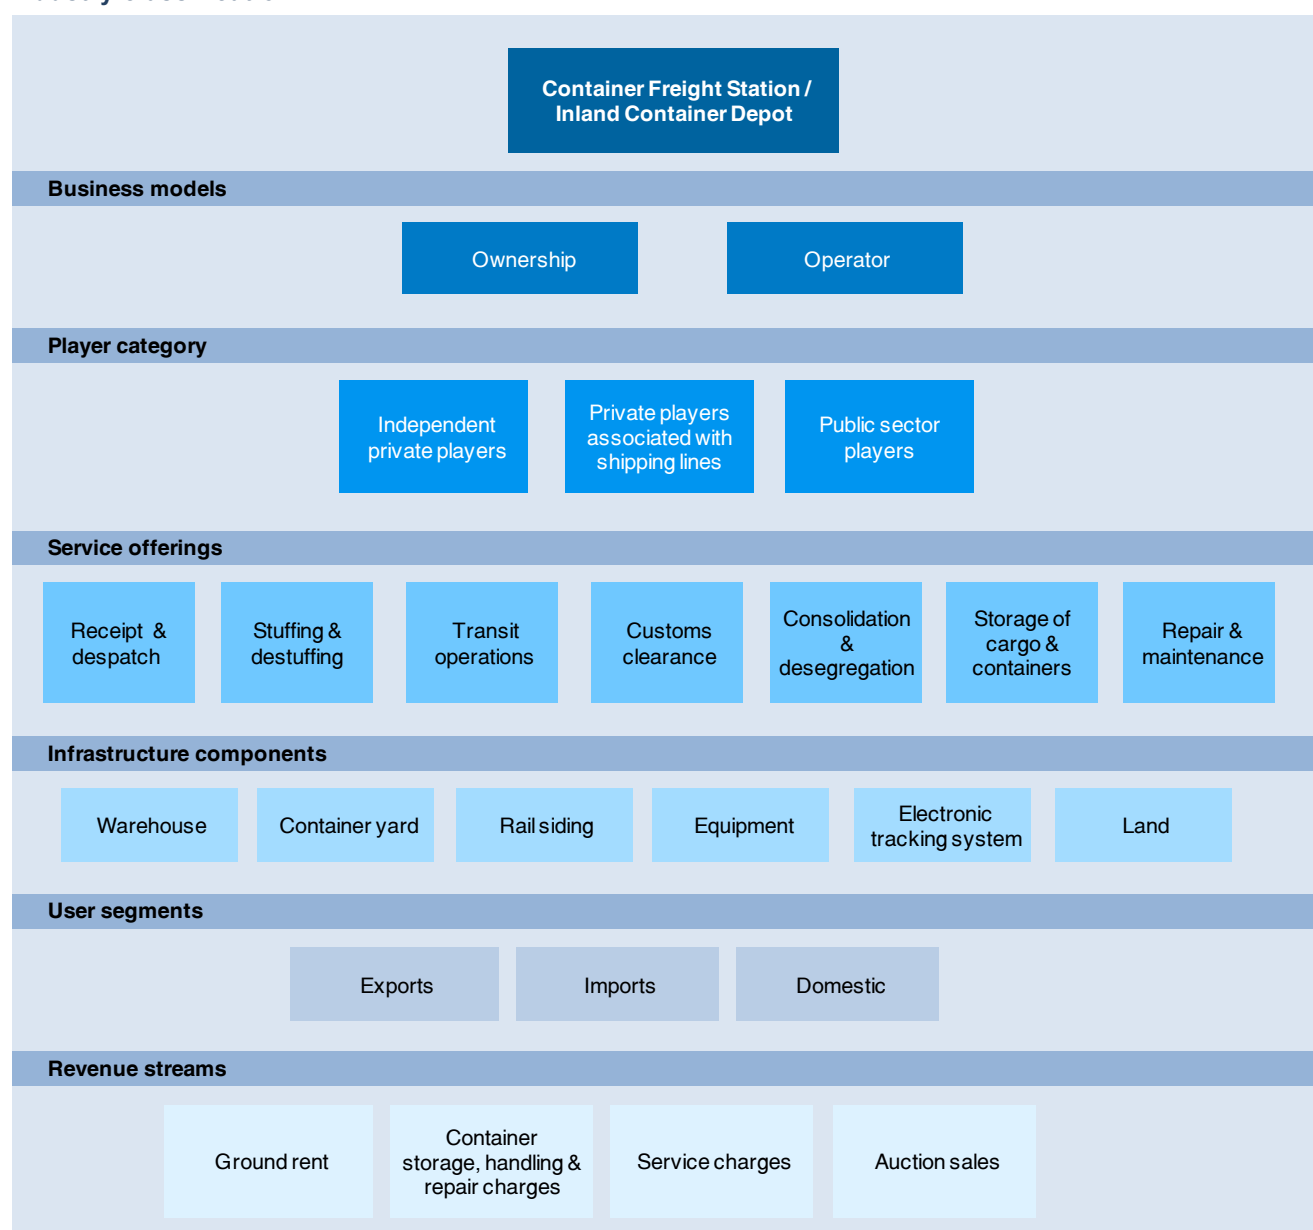 Container Freight Station /
Inland Container Depot
Business models
Ownership
Operator
Player category
Independent
private players
Private players
associated with
shipping lines
Public sector
players
Service offerings
Receipt & 
despatch
Stuffing &
destuffing
Transit
operations
Customs
clearance
Consolidation
&
desegregation
Storage of
cargo &
containers
Repair &
maintenance
Infrastructure components
Warehouse
Container yard
Rail siding
Equipment
Electronic
tracking system
Land
User segments
Exports
Imports
Domestic
Revenue streams
Ground rent
Container
storage, handling &
repair charges
Service charges
Auction sales